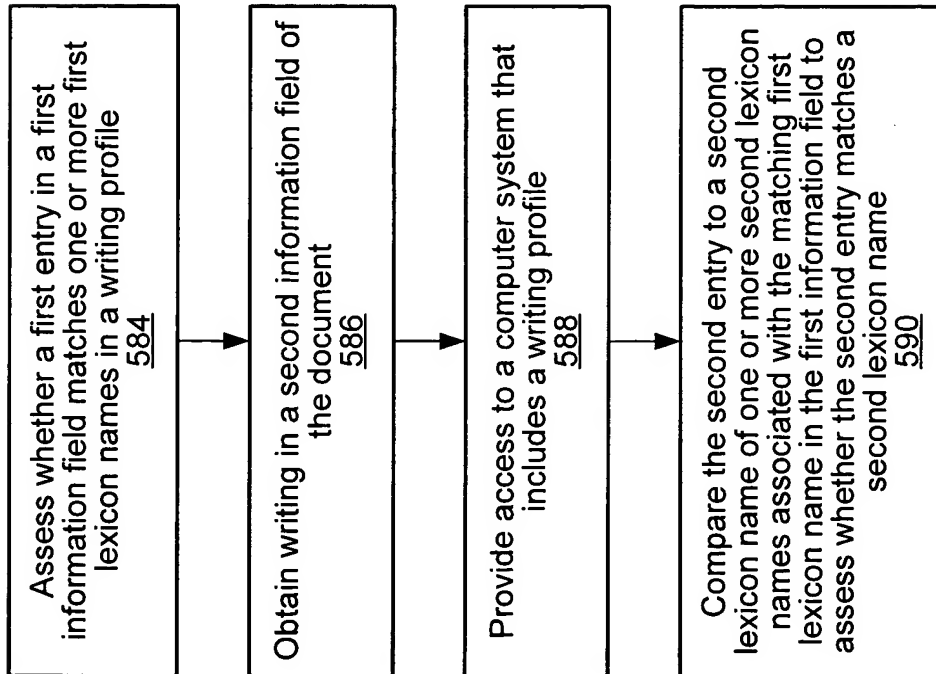 Assess whether a first entry in a first
information field matches one or more first
lexicon names in a writing profile
584
Obtain writing in a second information field of
the document
586
Provide access to a computer system that
includes a writing profile
588
Compare the second entry to a second
lexicon name of one or more second lexicon
names associated with the matching first
lexicon name in the first information field to
assess whether the second entry matches a
second lexicon name
590